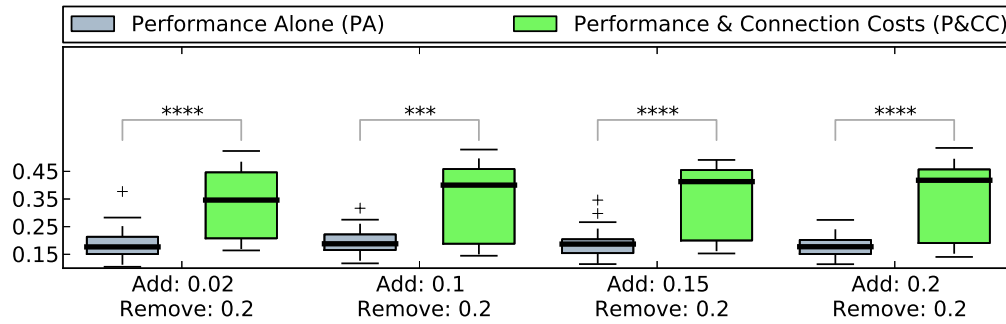 Performance Alone (PA) Performance & Connection Costs (P&CC)
**** *** **** ****
0.45
0.35
0.25
0.15
Add: 0.02 Add: 0.1 Add: 0.15 Add: 0.2
Remove: 0.2 Remove: 0.2 Remove: 0.2 Remove: 0.2